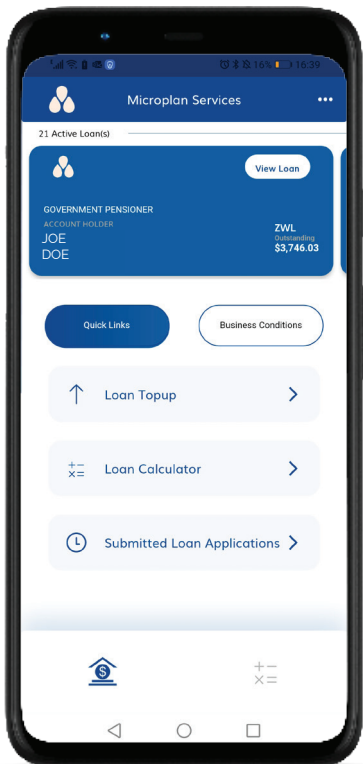 16% 16:39
Microplan Services
21 Active Loan(s)
View Loan
GOVERNMENT PENSIONER
ACCOUNT HOLDER
JOE
DOE
ZWL
Outstanding
$3,746.03
Quick Links
Business Conditions
Loan Topup
Loan Calculator
Submitted Loan Applications